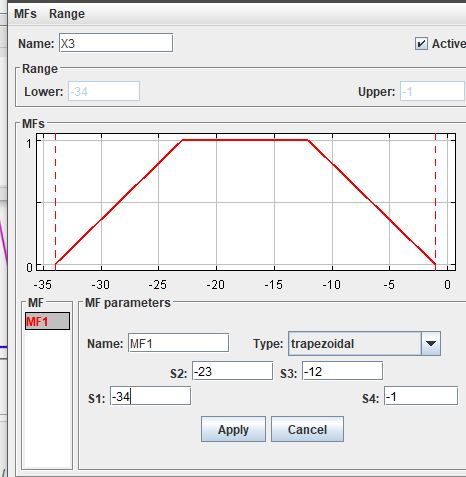 MFs Range
Name: X3 Active
Range
Lower: -34 Upper: -1
MFs
1
0
-35 -30 -25 -20 -15 -10 -5 0
MF MF parameters
MF1
Name: MF1 Type: trapezoidal
S2: -23 S3: -12
S1: -34 S4: -1
Apply Cancel